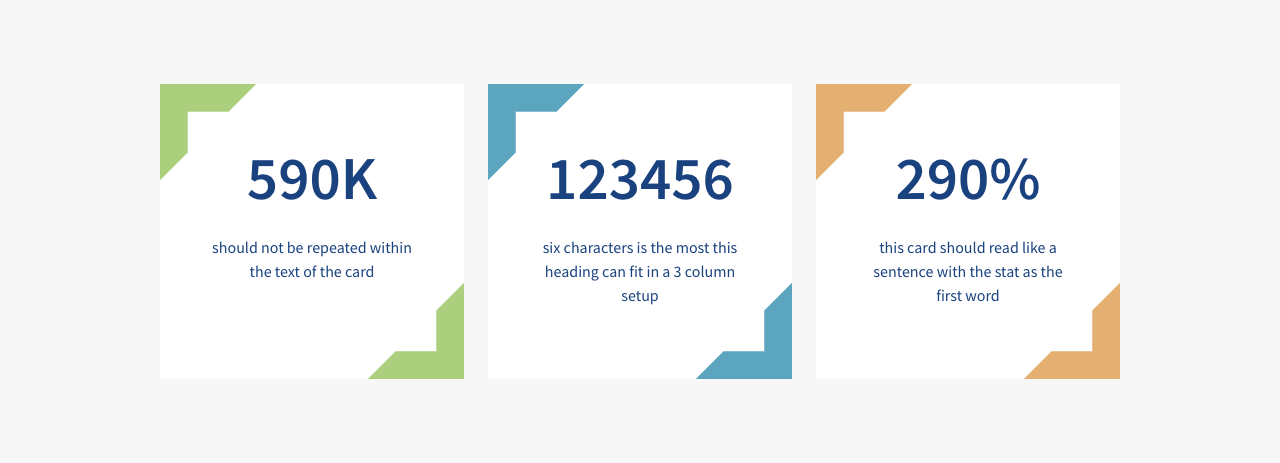 590K
should not be repeated within
the text of the card
123456
six characters is the most this
heading can fit in a 3 column
setup
290%
this card should read like a
sentence with the stat as the
first word